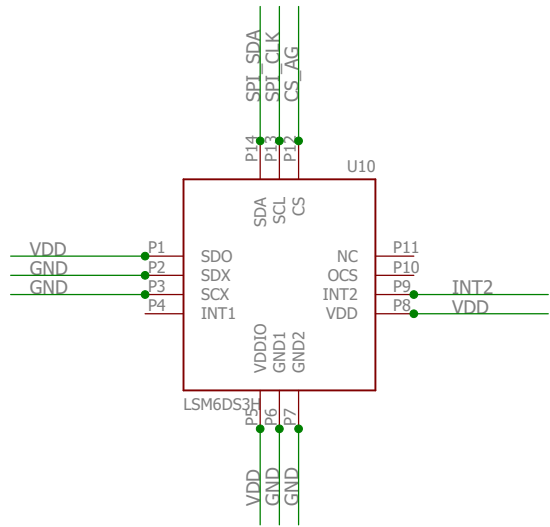 SPI_SDA
SPI_CLK
CS_AG
P14
P13
P12
U10
SDA
SCL
CS
VDD P1 SDO NC P11
GND P2 SDX OCS P10
GND P3 SCX INT2 P9 INT2
P4 INT1 VDD P8 VDD
VDDIO
GND1
GND2
LSM6DS3H
P5
P6
P7
VDD
GND
GND